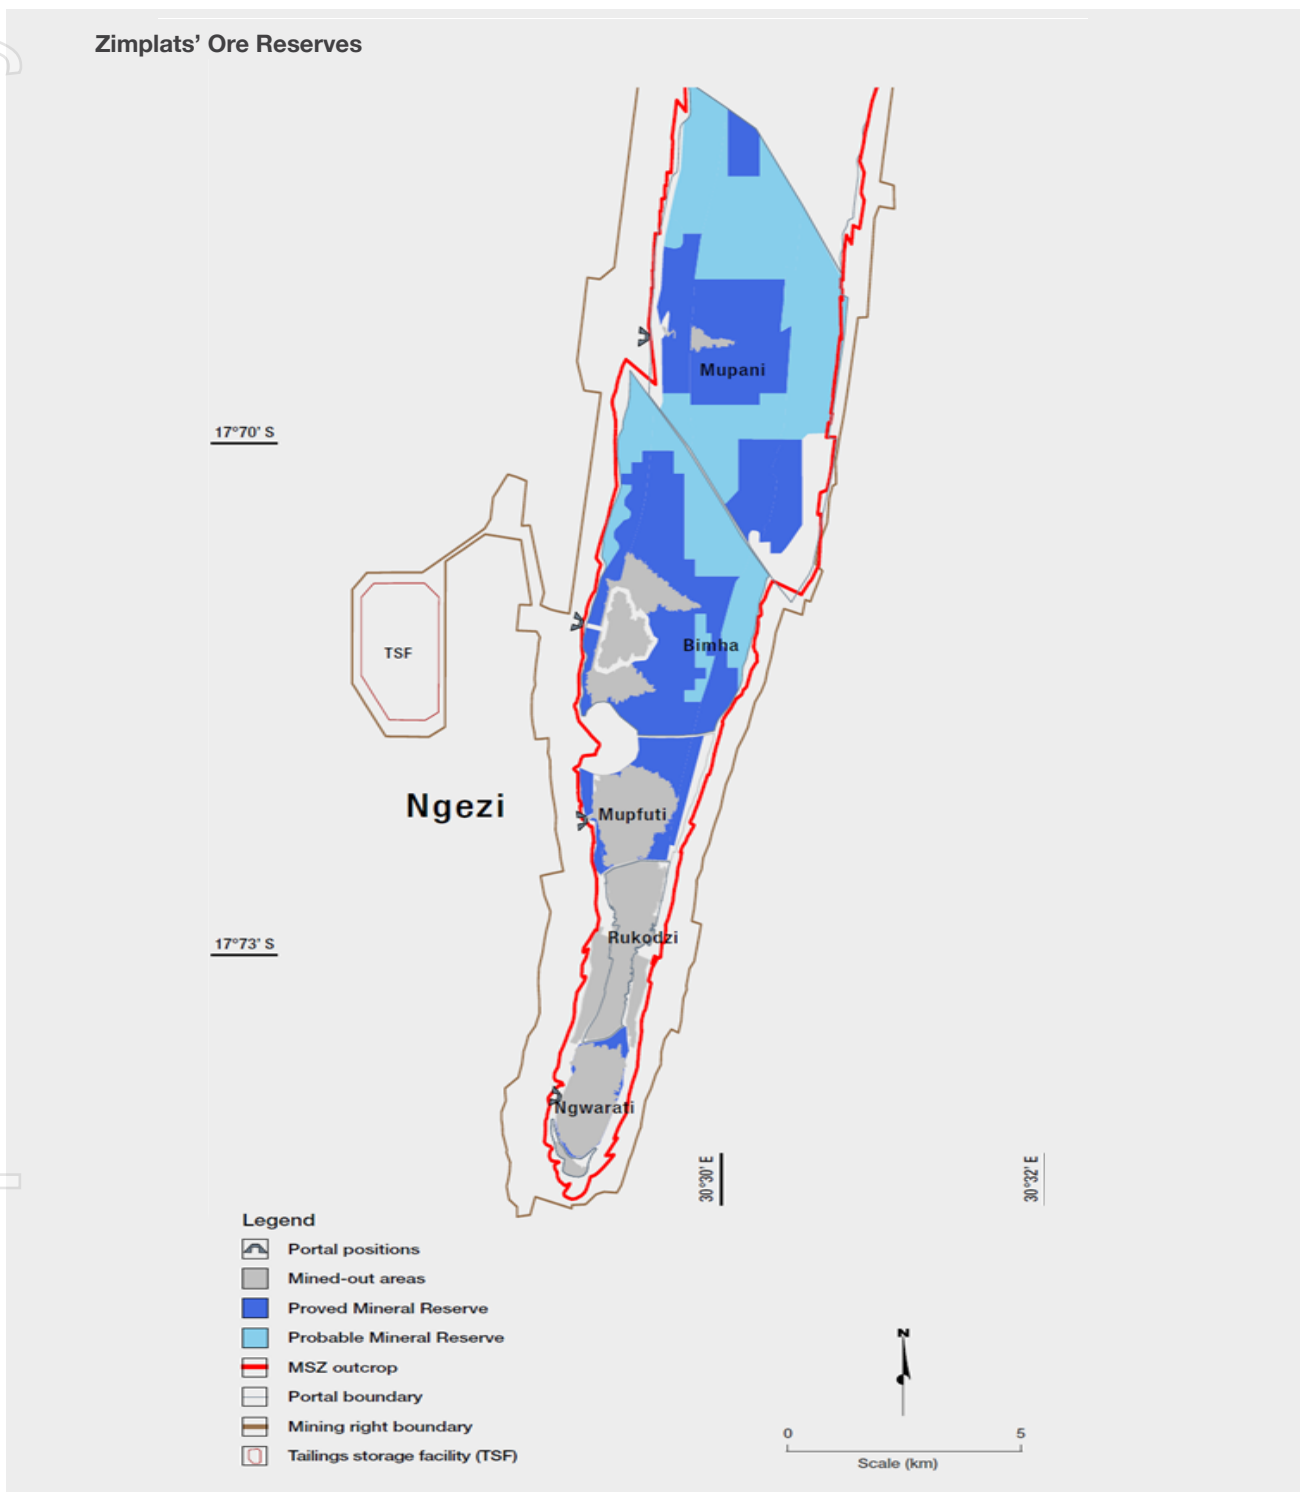 Zimplats’ Ore Reserves
Mupani
17°70’ S
Bimha
TSF
Ngezi
Mupfuti
Rukodzi
17°73’ S
Ngwarati
30°30’ E
30°32’ E
Legend
Portal positions
Mined-out areas
Proved Mineral Reserve
Probable Mineral Reserve
MSZ outcrop
Portal boundary
Mining right boundary
Tailings storage facility (TSF)
N
0 5
Scale (km)